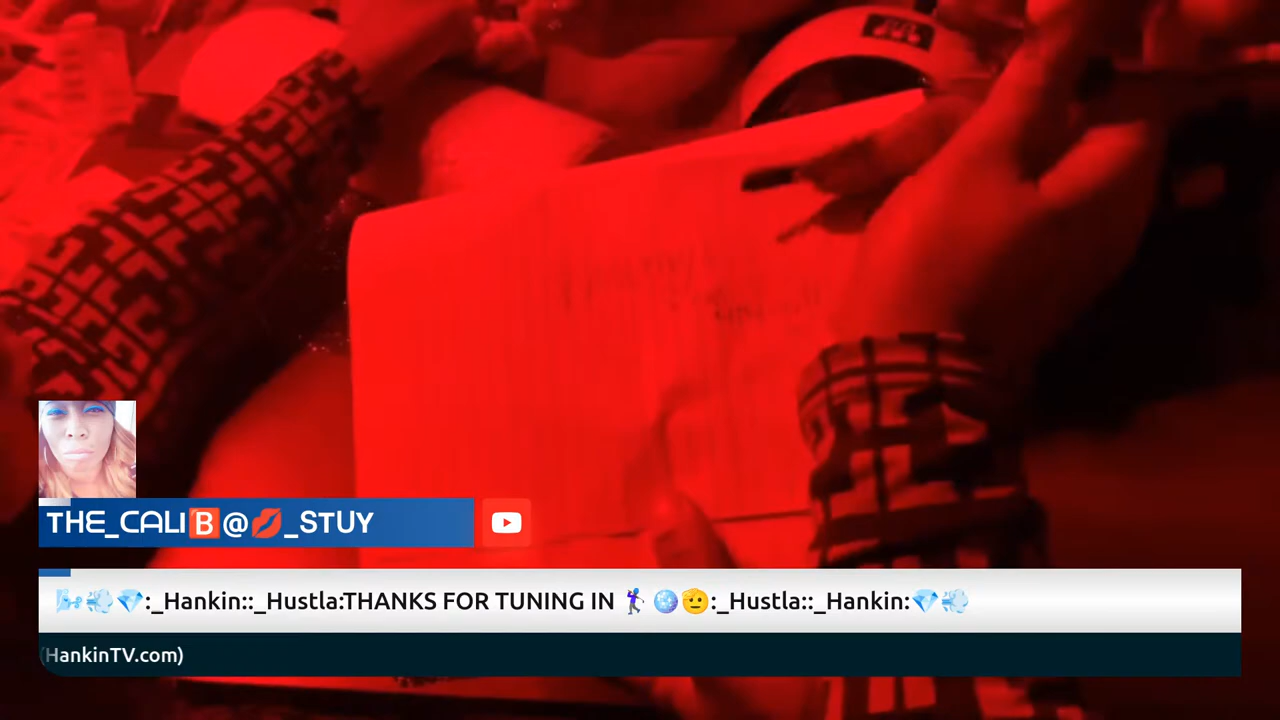 THE_CALI🅱@💋_STUY
🌬💨💎:_Hankin::_Hustla:THANKS FOR TUNING IN 🕺🪩🫡:_Hustla::_Hankin:💎💨
(HankinTV.com)